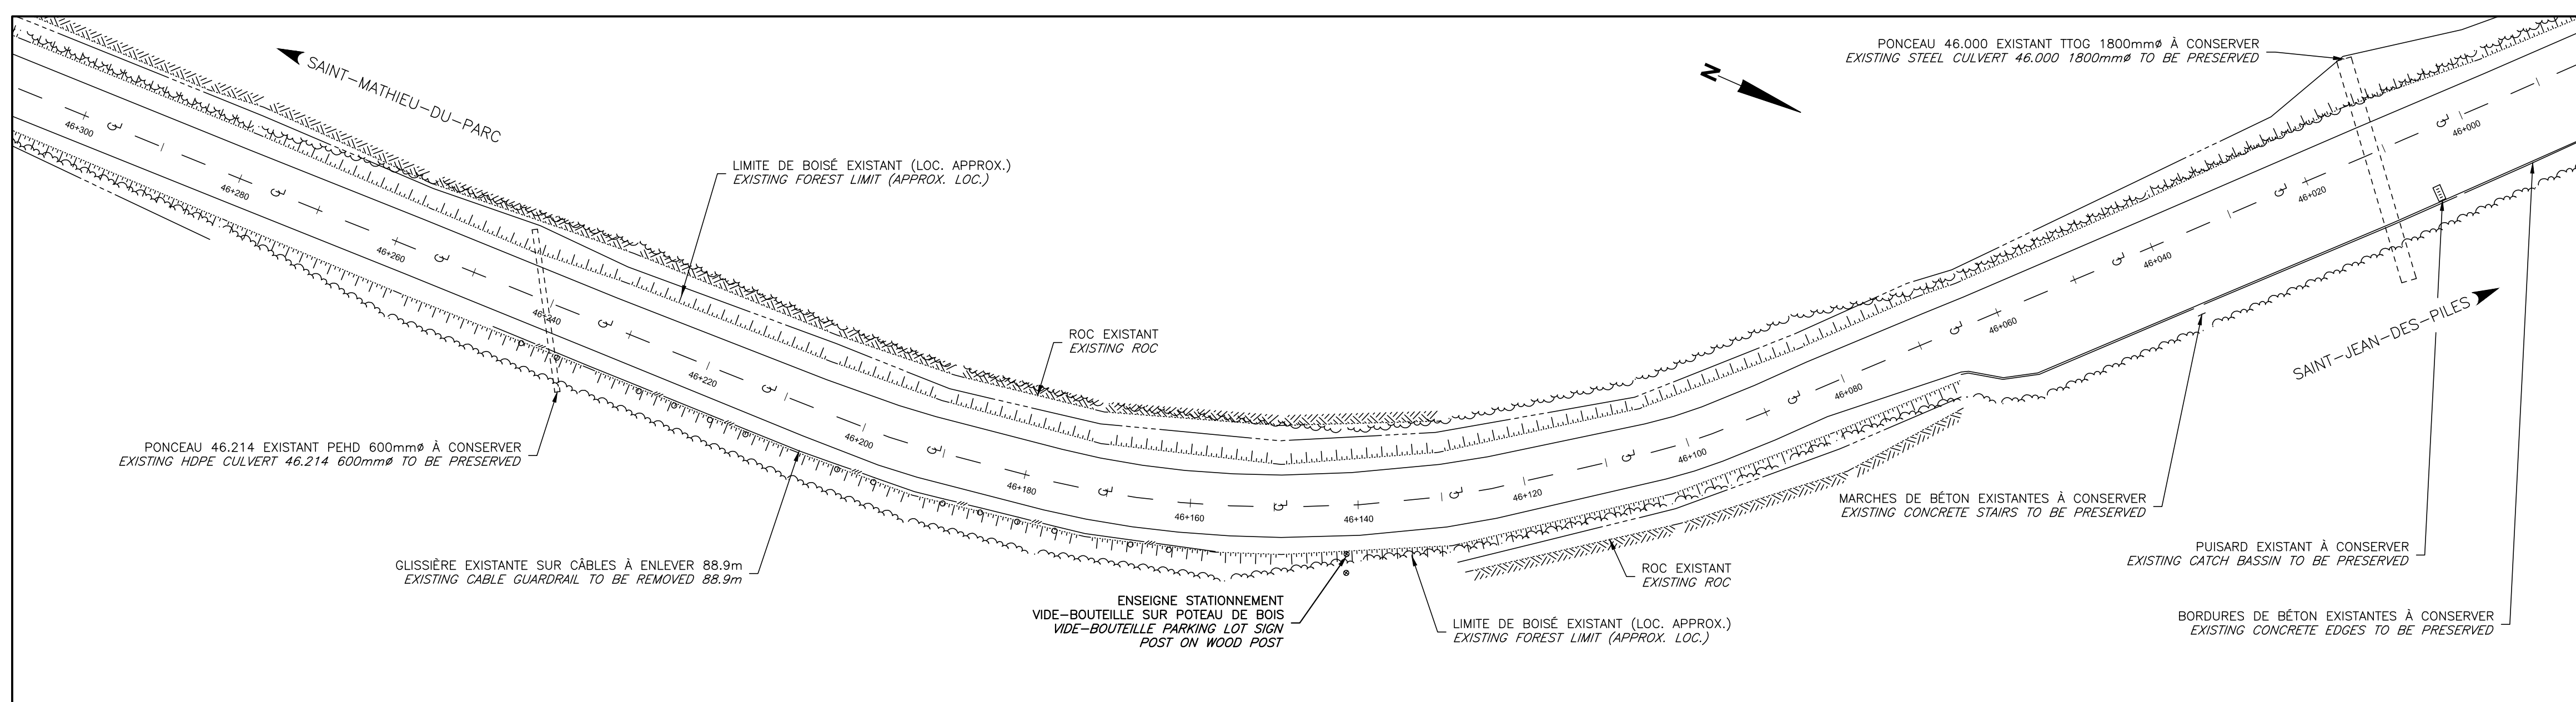 SAINT-MATHIEU-DU-PARC
N
PONCEAU 46.000 EXISTANT TTOG 1800mmø À CONSERVER
EXISTING STEEL CULVERT 46.000 1800mmø TO BE PRESERVED
LIMITE DE BOISÉ EXISTANT (LOC. APPROX.)
EXISTING FOREST LIMIT (APPROX. LOC.)
ROC EXISTANT
EXISTING ROC
46+300
46+280
46+260
46+240
46+220
46+200
46+180
46+160
46+140
46+120
46+100
46+080
46+060
46+040
46+020
46+000
SAINT-JEAN-DES-PILES
PONCEAU 46.214 EXISTANT PEHD 600mmø À CONSERVER
EXISTING HDPE CULVERT 46.214 600mmø TO BE PRESERVED
GLISSIÈRE EXISTANTE SUR CÂBLES À ENLEVER 88.9m
EXISTING CABLE GUARDRAIL TO BE REMOVED 88.9m
ENSEIGNE STATIONNEMENT
VIDE-BOUTEILLE SUR POTEAU DE BOIS
VIDE-BOUTEILLE PARKING LOT SIGN
POST ON WOOD POST
LIMITE DE BOISÉ EXISTANT (LOC. APPROX.)
EXISTING FOREST LIMIT (APPROX. LOC.)
ROC EXISTANT
EXISTING ROC
MARCHES DE BÉTON EXISTANTES À CONSERVER
EXISTING CONCRETE STAIRS TO BE PRESERVED
PUISARD EXISTANT À CONSERVER
EXISTING CATCH BASSIN TO BE PRESERVED
BORDURES DE BÉTON EXISTANTES À CONSERVER
EXISTING CONCRETE EDGES TO BE PRESERVED